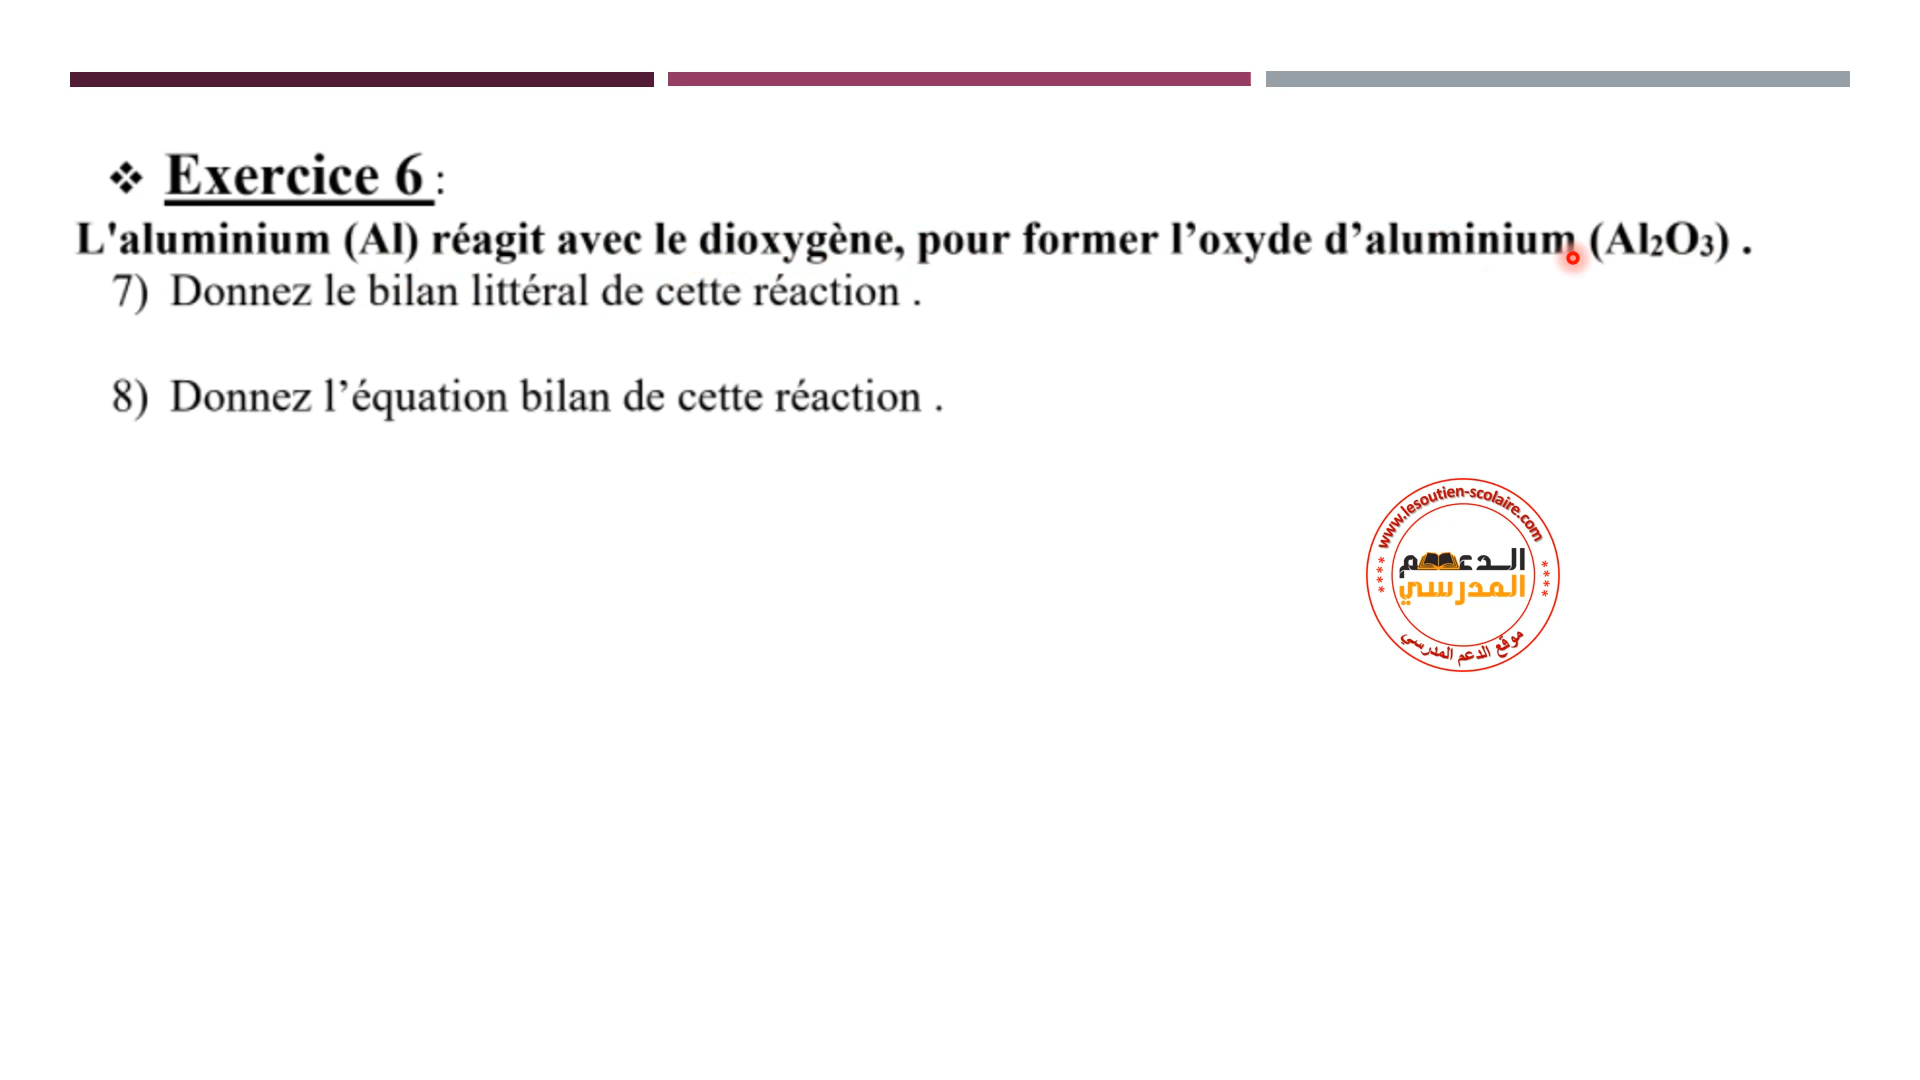 ❖ Exercice 6 :
L'aluminium (Al) réagit avec le dioxygène, pour former l’oxyde d’aluminium (Al₂O₃) .
7) Donnez le bilan littéral de cette réaction .
8) Donnez l’équation bilan de cette réaction .
www.lesoutien-scolaire.com
الدعم
المدرسي
موقع الدعم المدرسي